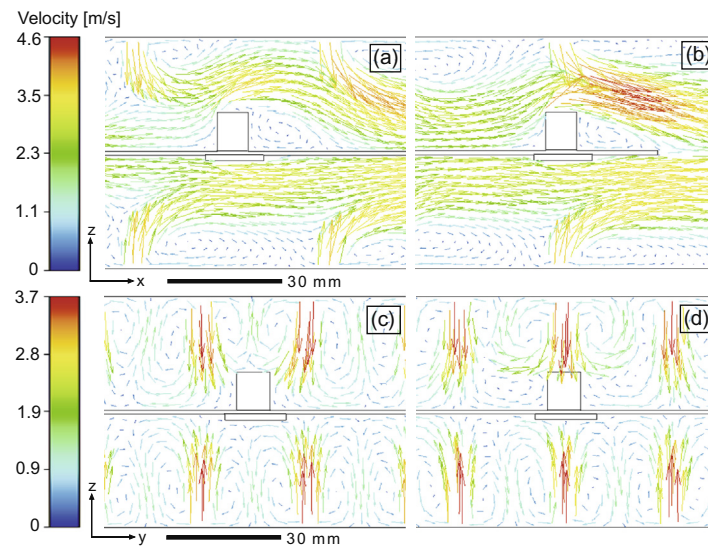 Velocity [m/s]
4.6
3.5
2.3
1.1
0
(a)
(b)
z
x
30 mm
3.7
2.8
1.9
0.9
0
(c)
(d)
z
y
30 mm